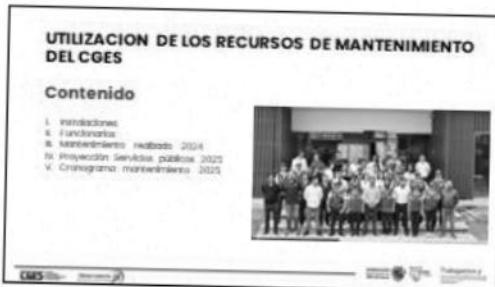 UTILIZACION DE LOS RECURSOS DE MANTENIMIENTO
DEL CGES
Contenido
I. Instalaciones
II. Funcionarios
III. Mantenimiento realizado 2024
IV. Proyección Servicios públicos 2025
V. Cronograma mantenimiento 2025
CGES
Trabajamos y